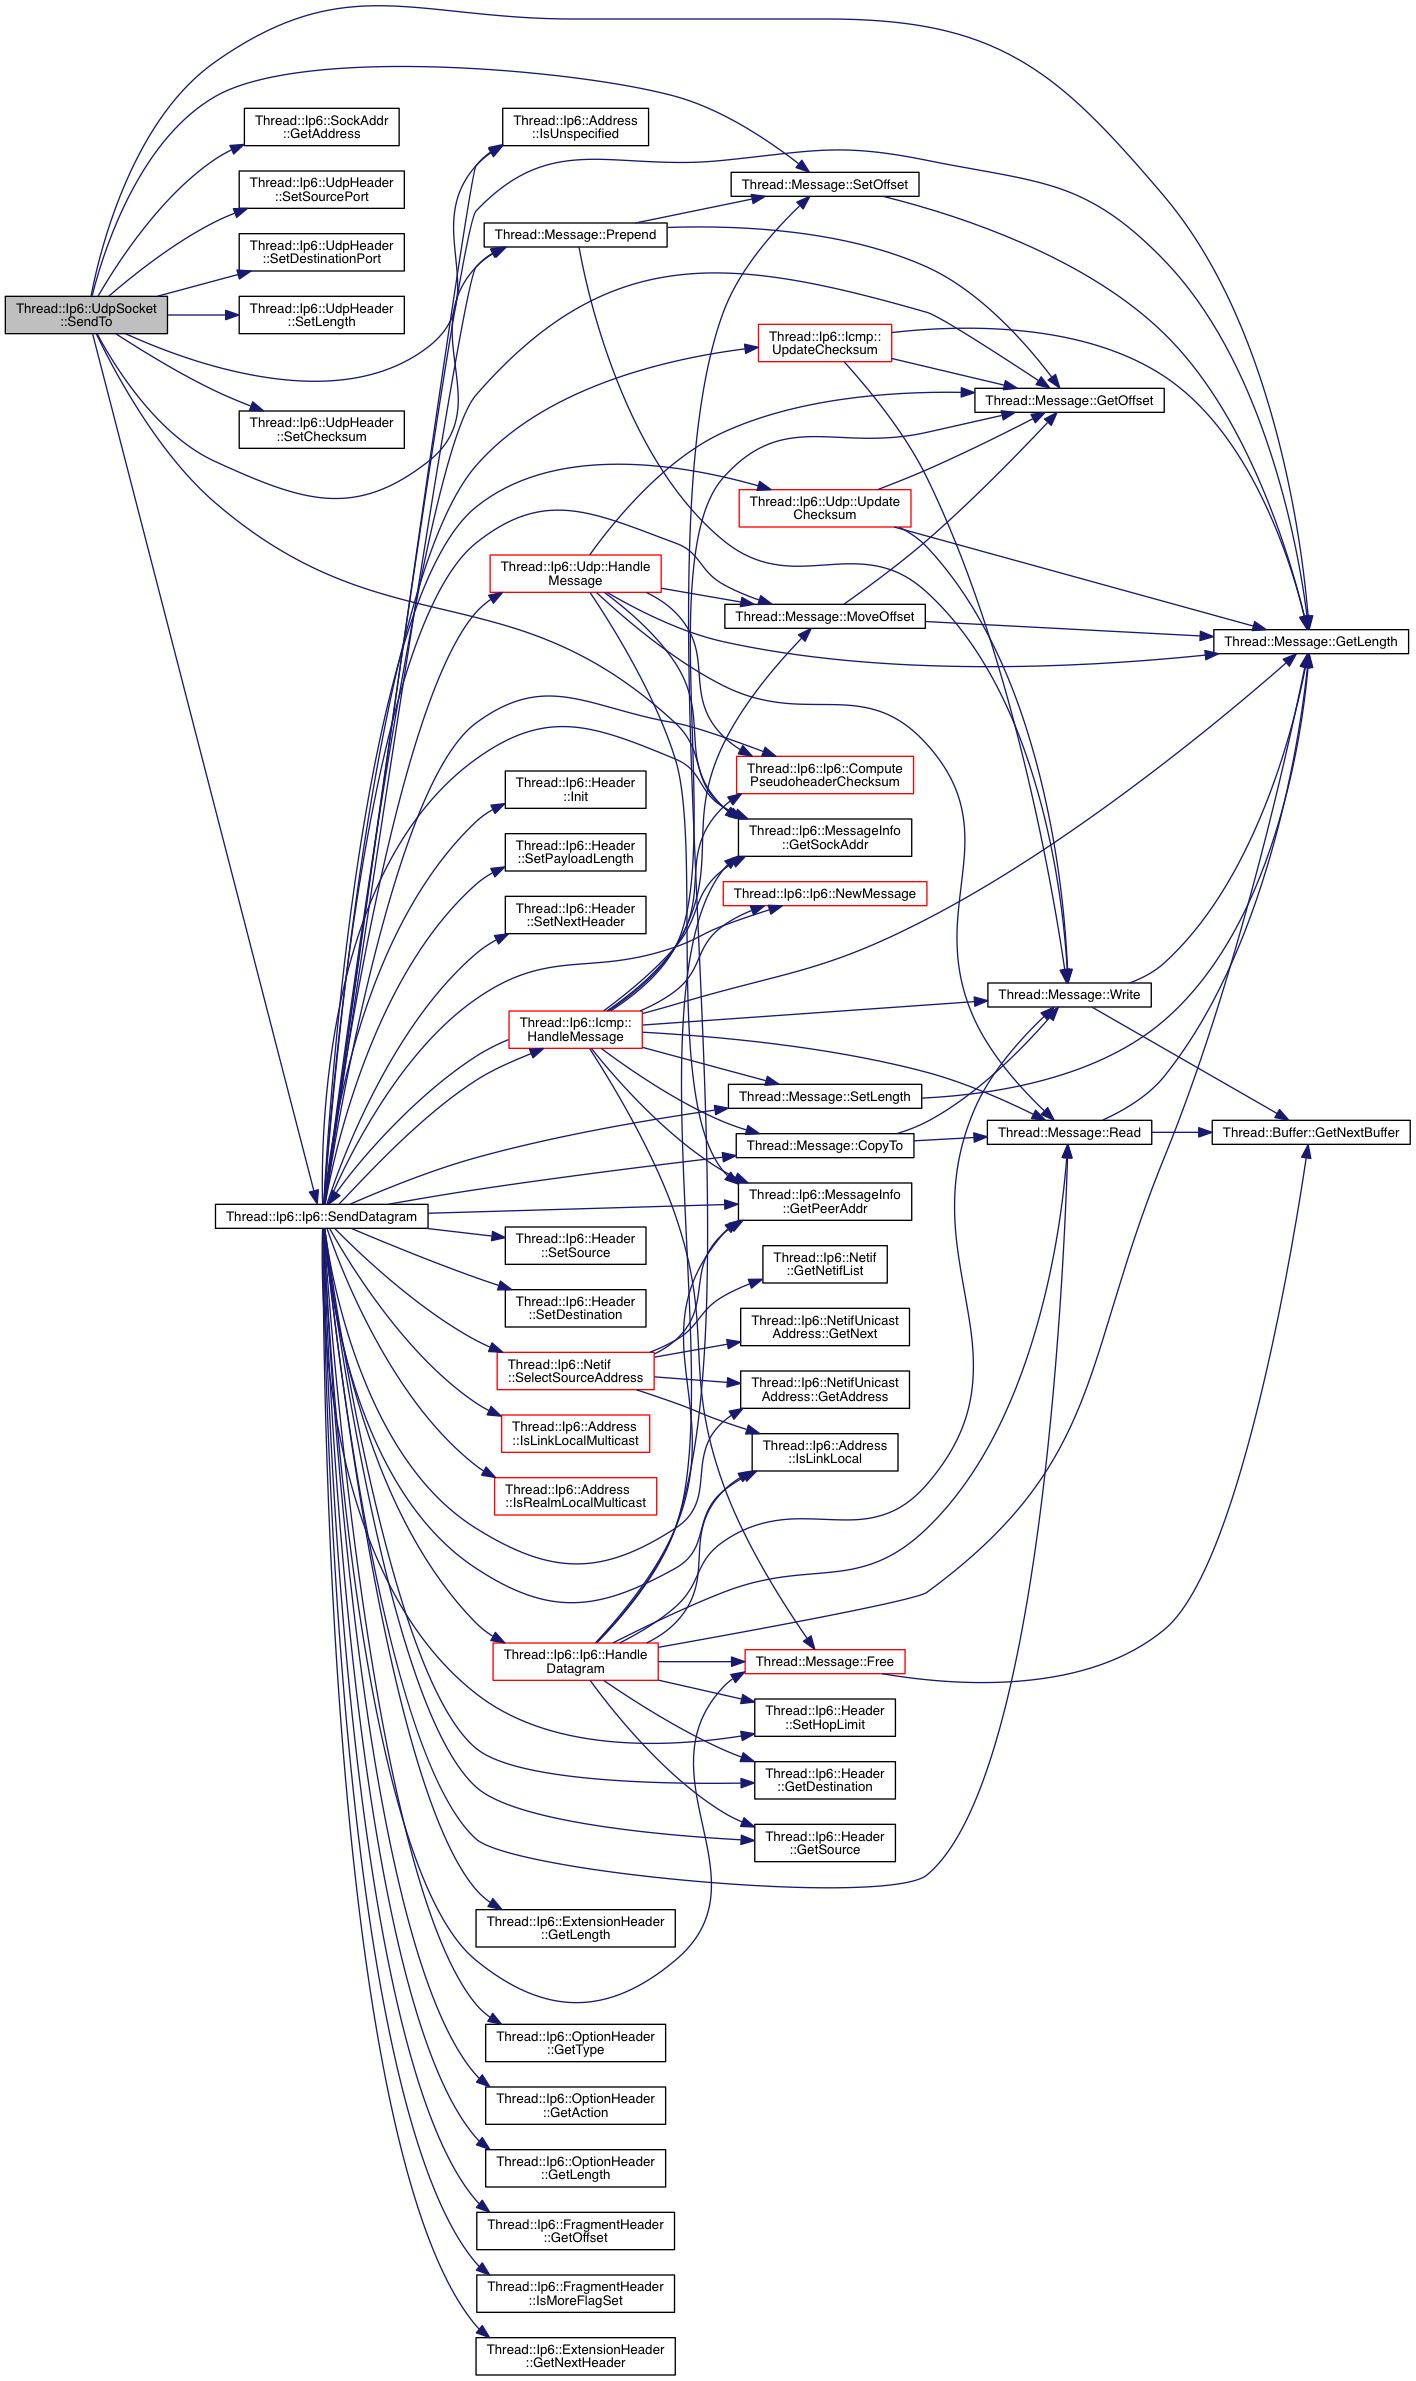 Thread::Ip6::UdpSocket
::SendTo
Thread::Ip6::SockAddr
::GetAddress
Thread::Ip6::UdpHeader
::SetSourcePort
Thread::Ip6::UdpHeader
::SetDestinationPort
Thread::Ip6::UdpHeader
::SetLength
Thread::Ip6::UdpHeader
::SetChecksum
Thread::Ip6::Ip6::SendDatagram
Thread::Ip6::Address
::IsUnspecified
Thread::Message::Prepend
Thread::Ip6::Udp::Handle
Message
Thread::Ip6::Header
::Init
Thread::Ip6::Header
::SetPayloadLength
Thread::Ip6::Header
::SetNextHeader
Thread::Ip6::Icmp::
HandleMessage
Thread::Ip6::Header
::SetSource
Thread::Ip6::Header
::SetDestination
Thread::Ip6::Netif
::SelectSourceAddress
Thread::Ip6::Address
::IsLinkLocalMulticast
Thread::Ip6::Address
::IsRealmLocalMulticast
Thread::Ip6::Ip6::Handle
Datagram
Thread::Ip6::ExtensionHeader
::GetLength
Thread::Ip6::OptionHeader
::GetType
Thread::Ip6::OptionHeader
::GetAction
Thread::Ip6::OptionHeader
::GetLength
Thread::Ip6::FragmentHeader
::GetOffset
Thread::Ip6::FragmentHeader
::IsMoreFlagSet
Thread::Ip6::ExtensionHeader
::GetNextHeader
Thread::Message::SetOffset
Thread::Ip6::Icmp::
UpdateChecksum
Thread::Ip6::Udp::Update
Checksum
Thread::Message::MoveOffset
Thread::Ip6::Ip6::Compute
PseudoheaderChecksum
Thread::Ip6::MessageInfo
::GetSockAddr
Thread::Ip6::Ip6::NewMessage
Thread::Message::SetLength
Thread::Message::CopyTo
Thread::Ip6::MessageInfo
::GetPeerAddr
Thread::Ip6::Netif
::GetNetifList
Thread::Ip6::NetifUnicast
Address::GetNext
Thread::Ip6::NetifUnicast
Address::GetAddress
Thread::Ip6::Address
::IsLinkLocal
Thread::Message::Free
Thread::Ip6::Header
::SetHopLimit
Thread::Ip6::Header
::GetDestination
Thread::Ip6::Header
::GetSource
Thread::Message::GetOffset
Thread::Message::Write
Thread::Message::Read
Thread::Message::GetLength
Thread::Buffer::GetNextBuffer